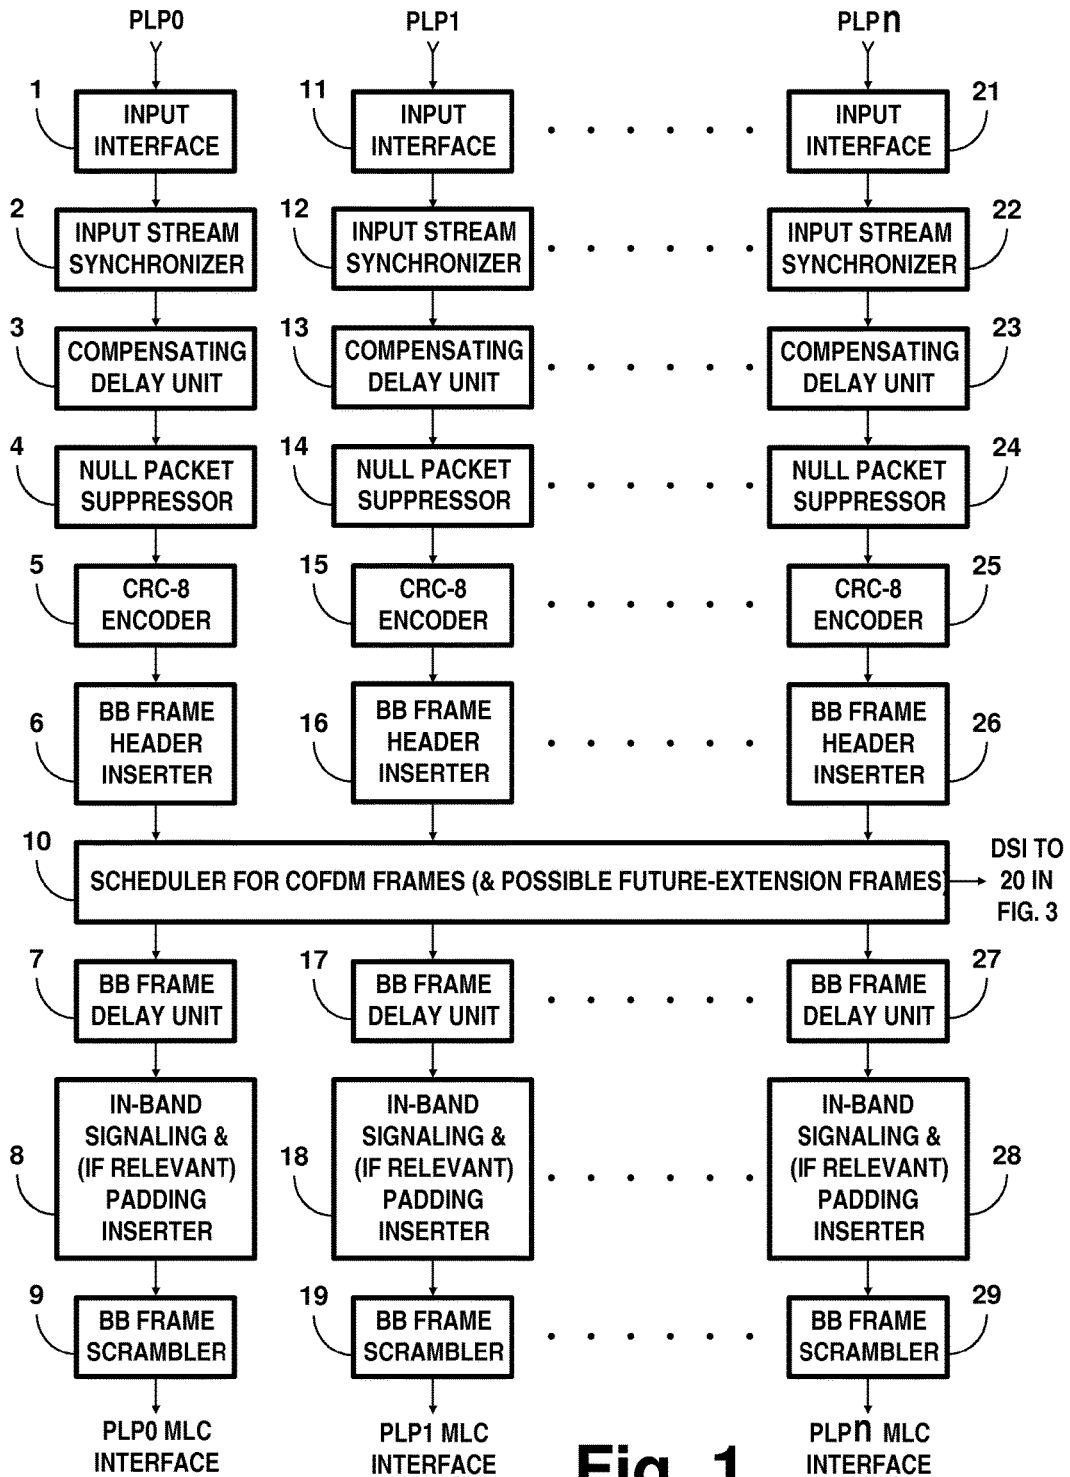 PLP0 PLP1 PLPn
1 INPUT INTERFACE 11 INPUT INTERFACE 21 INPUT INTERFACE
2 INPUT STREAM SYNCHRONIZER 12 INPUT STREAM SYNCHRONIZER 22 INPUT STREAM SYNCHRONIZER
3 COMPENSATING DELAY UNIT 13 COMPENSATING DELAY UNIT 23 COMPENSATING DELAY UNIT
4 NULL PACKET SUPPRESSOR 14 NULL PACKET SUPPRESSOR 24 NULL PACKET SUPPRESSOR
5 CRC-8 ENCODER 15 CRC-8 ENCODER 25 CRC-8 ENCODER
6 BB FRAME HEADER INSERTER 16 BB FRAME HEADER INSERTER 26 BB FRAME HEADER INSERTER
10 SCHEDULER FOR COFDM FRAMES (& POSSIBLE FUTURE-EXTENSION FRAMES)
DSI TO
20 IN
FIG. 3
7 BB FRAME DELAY UNIT 17 BB FRAME DELAY UNIT 27 BB FRAME DELAY UNIT
8 IN-BAND SIGNALING & (IF RELEVANT) PADDING INSERTER 18 IN-BAND SIGNALING & (IF RELEVANT) PADDING INSERTER 28 IN-BAND SIGNALING & (IF RELEVANT) PADDING INSERTER
9 BB FRAME SCRAMBLER 19 BB FRAME SCRAMBLER 29 BB FRAME SCRAMBLER
PLP0 MLC INTERFACE PLP1 MLC INTERFACE PLPn MLC INTERFACE
Fig. 1